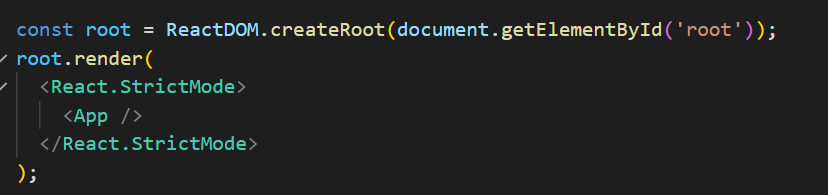 const root = ReactDOM.createRoot(document.getElementById('root'));
root.render(
  <React.StrictMode>
    <App />
  </React.StrictMode>
);